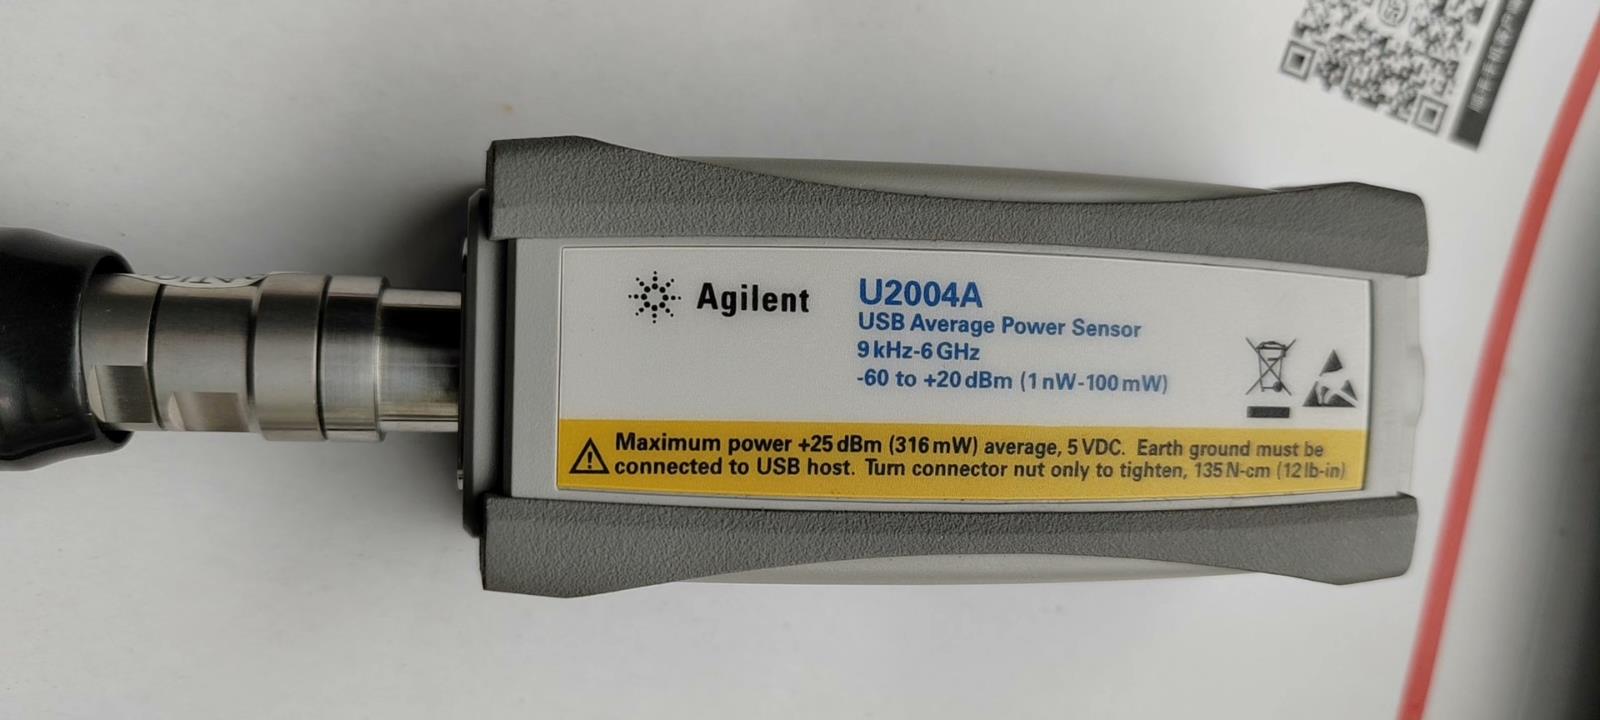 Agilent
U2004A
USB Average Power Sensor
9 kHz-6 GHz
-60 to +20 dBm (1 nW-100 mW)
Maximum power +25 dBm (316 mW) average, 5 VDC. Earth ground must be
connected to USB host. Turn connector nut only to tighten, 135 N-cm (12 lb-in)